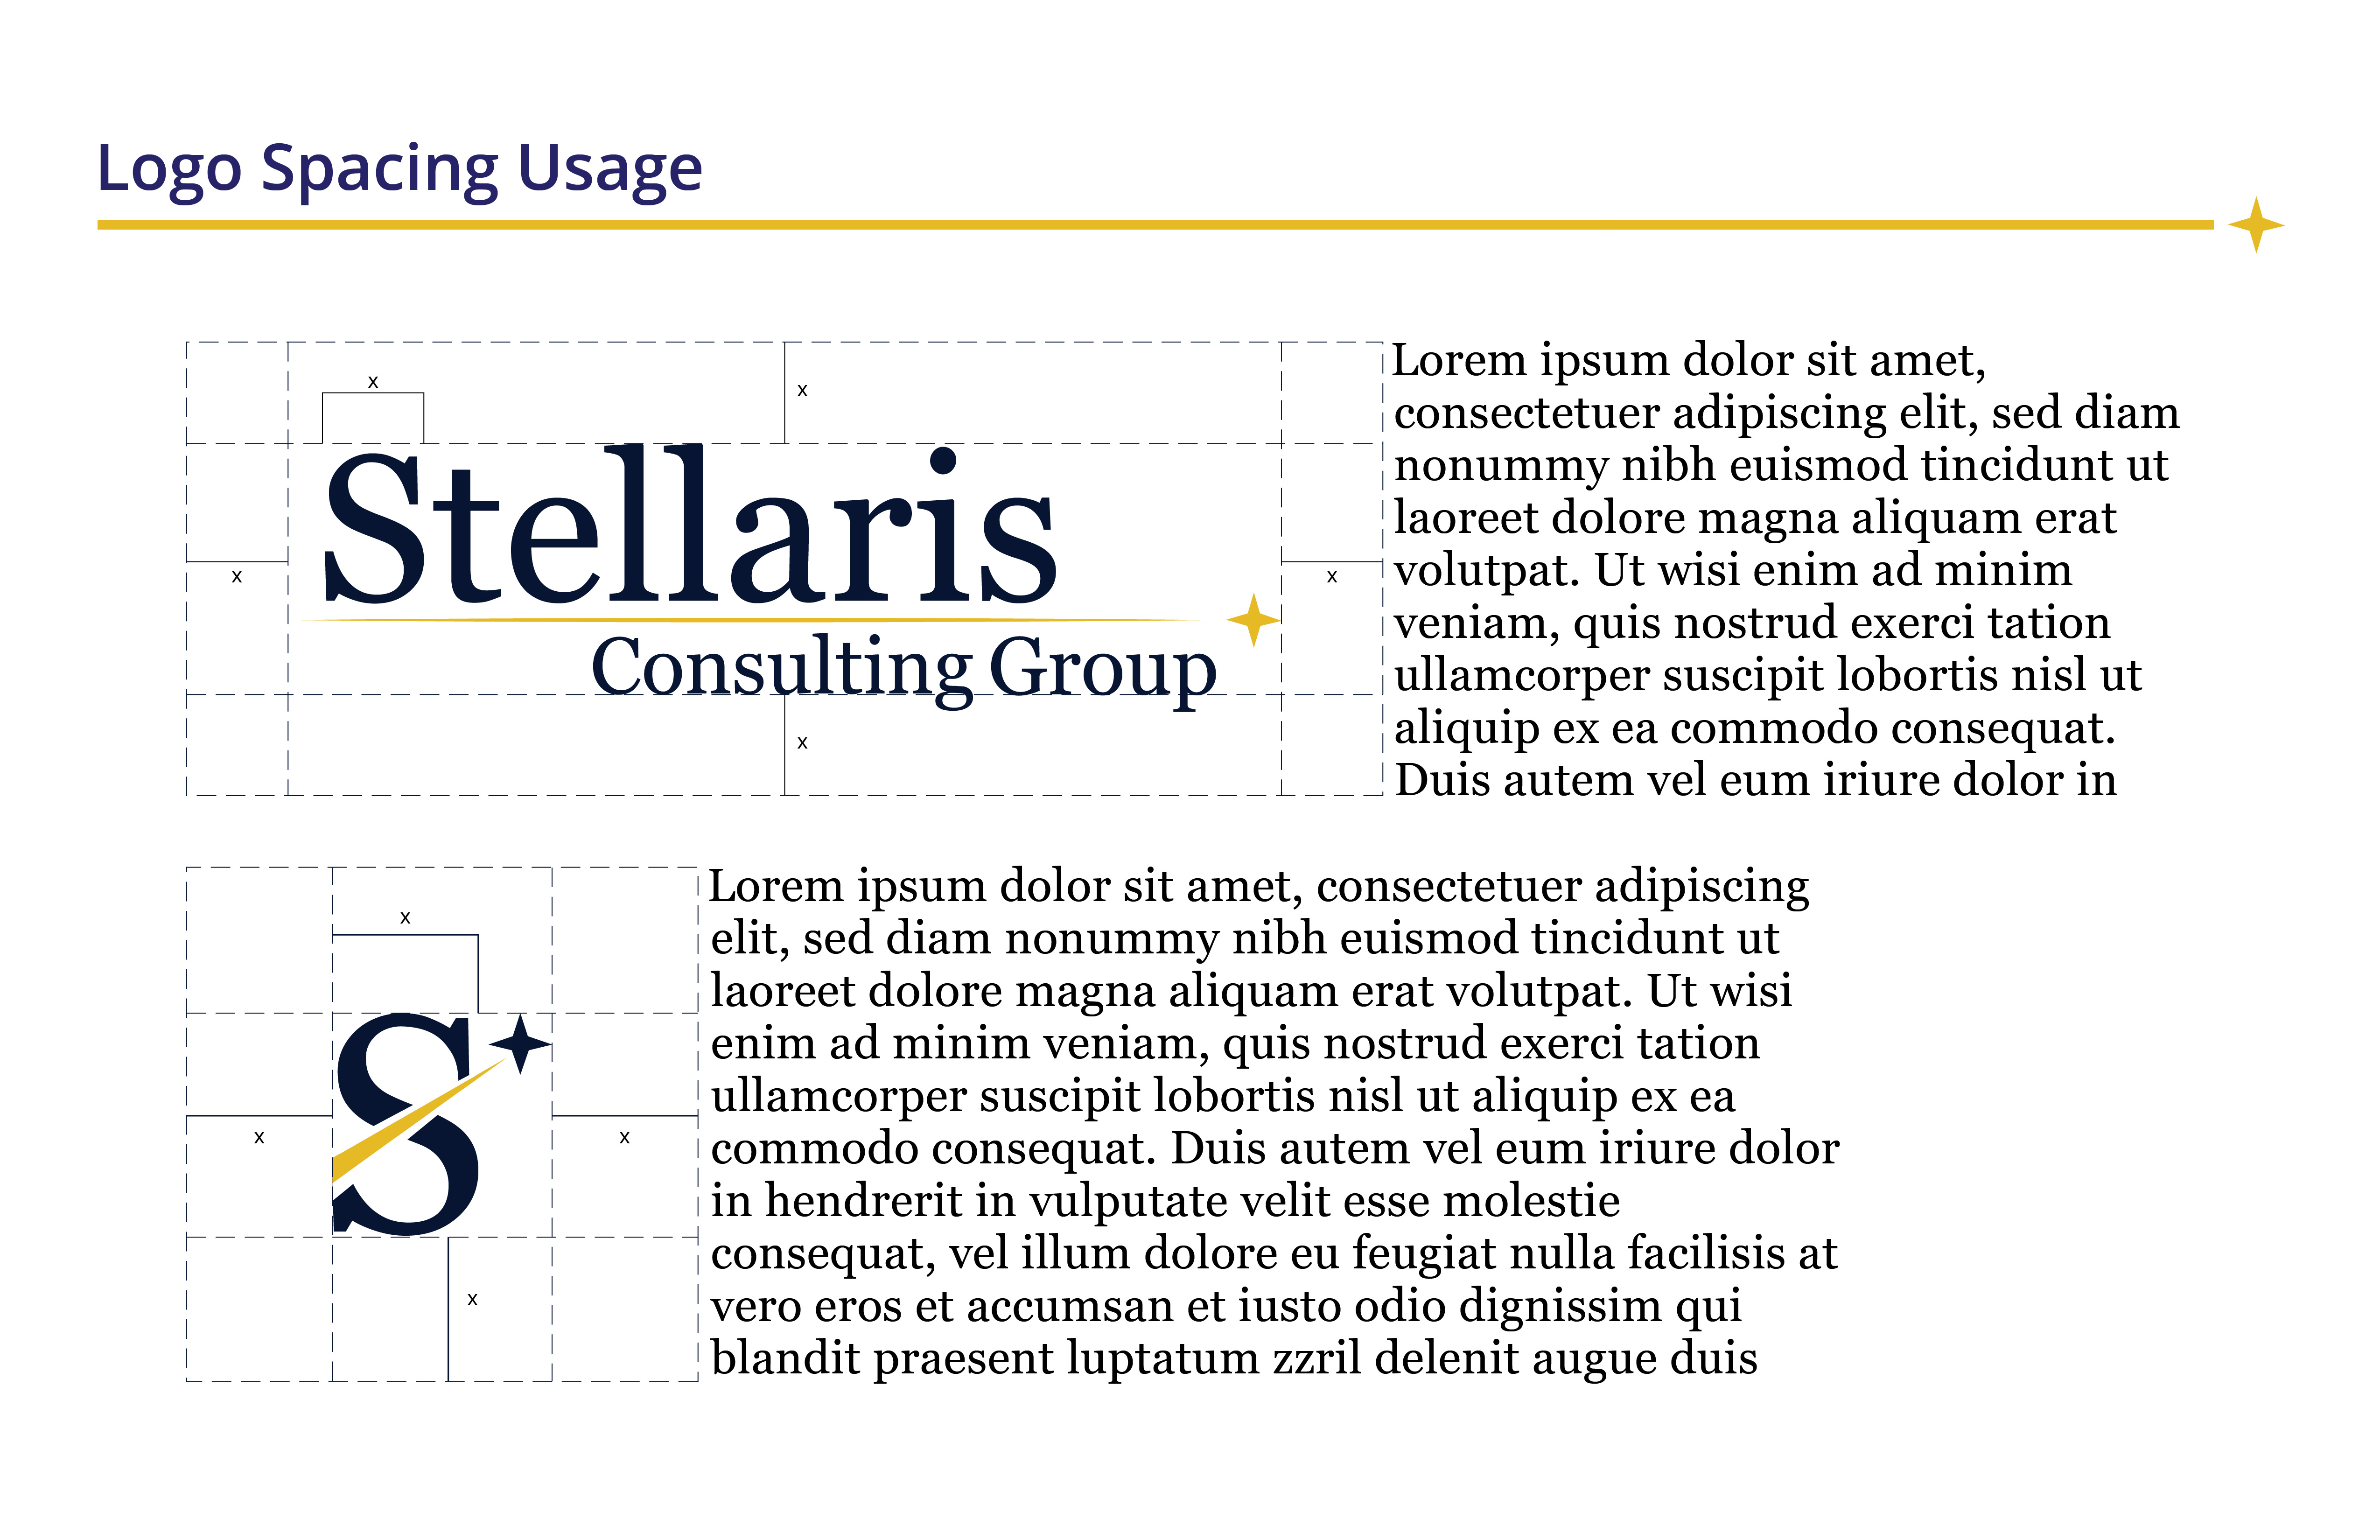 Logo Spacing Usage
x
x
Stellaris
x
x
Consulting Group
x
Lorem ipsum dolor sit amet,
consectetuer adipiscing elit, sed diam
nonummy nibh euismod tincidunt ut
laoreet dolore magna aliquam erat
volutpat. Ut wisi enim ad minim
veniam, quis nostrud exerci tation
ullamcorper suscipit lobortis nisl ut
aliquip ex ea commodo consequat.
Duis autem vel eum iriure dolor in
x
S
x
x
x
Lorem ipsum dolor sit amet, consectetuer adipiscing
elit, sed diam nonummy nibh euismod tincidunt ut
laoreet dolore magna aliquam erat volutpat. Ut wisi
enim ad minim veniam, quis nostrud exerci tation
ullamcorper suscipit lobortis nisl ut aliquip ex ea
commodo consequat. Duis autem vel eum iriure dolor
in hendrerit in vulputate velit esse molestie
consequat, vel illum dolore eu feugiat nulla facilisis at
vero eros et accumsan et iusto odio dignissim qui
blandit praesent luptatum zzril delenit augue duis